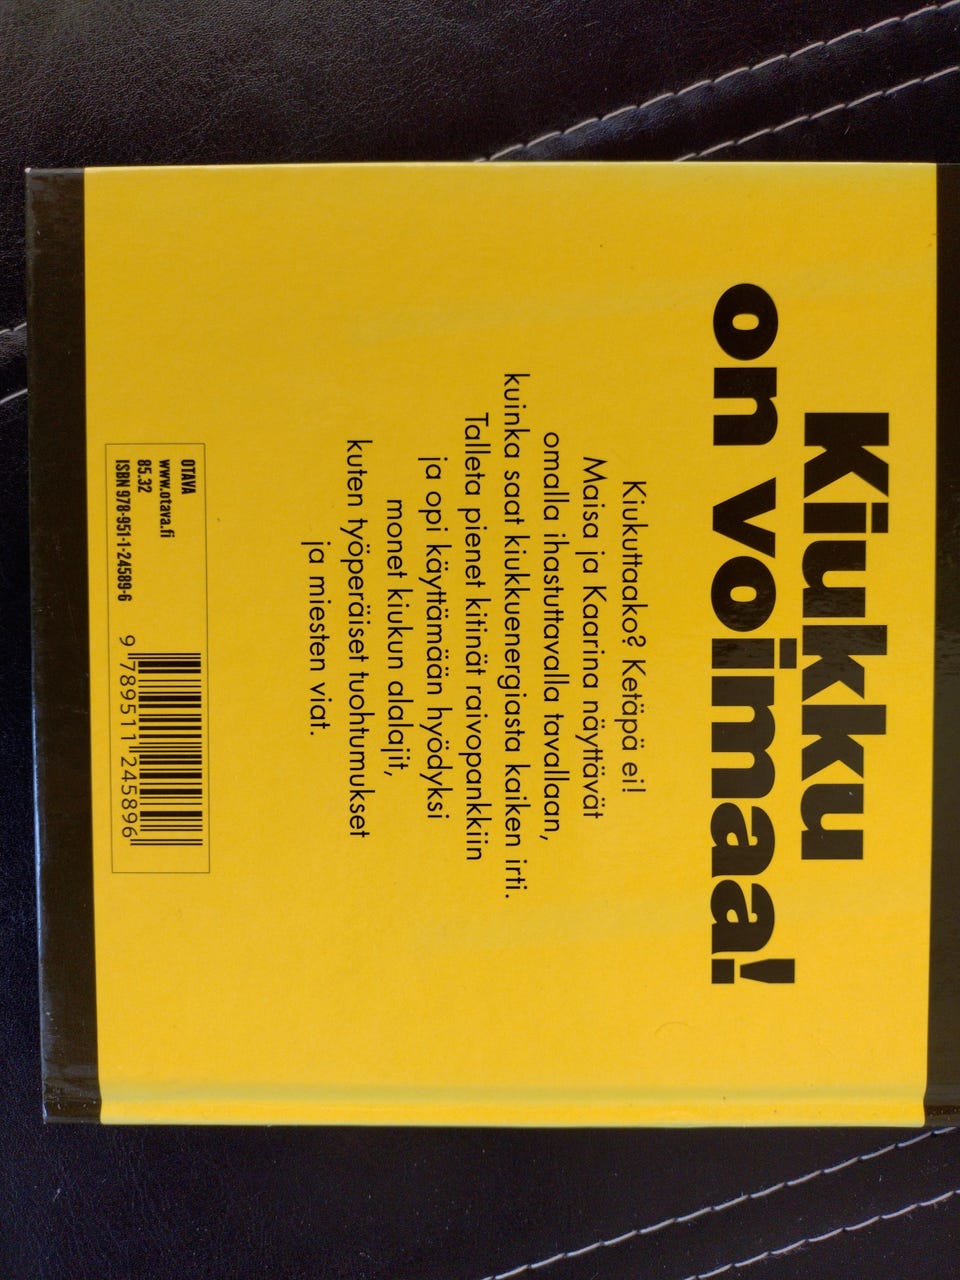 Kiukku
on voimaa!
Kiukuttaako? Ketäpä ei!
Maisa ja Kaarina näyttävät
omalla ihastuttavalla tavallaan,
kuinka saat kiukkuenergiasta kaiken irti.
Talleta pienet kitinät raivopankkiin
ja opi käyttämään hyödyksi
monet kiukun alalajit,
kuten työperäiset tuohtumukset
ja miesten viat.
OTAVA
www.otava.fi
85.32
ISBN 978-951-1-24589-6
9 789511 245896